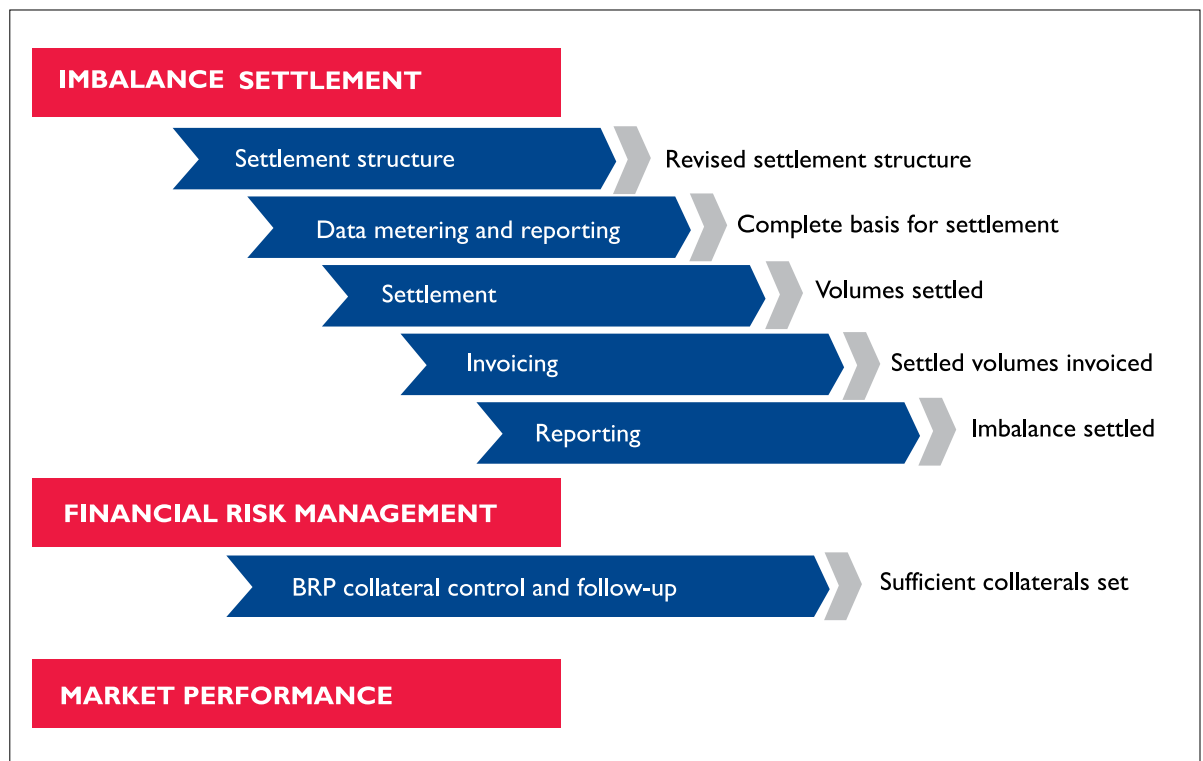 IMBALANCE SETTLEMENT
Settlement structure
Revised settlement structure
Data metering and reporting
Complete basis for settlement
Settlement
Volumes settled
Invoicing
Settled volumes invoiced
Reporting
Imbalance settled
FINANCIAL RISK MANAGEMENT
BRP collateral control and follow-up
Sufficient collaterals set
MARKET PERFORMANCE